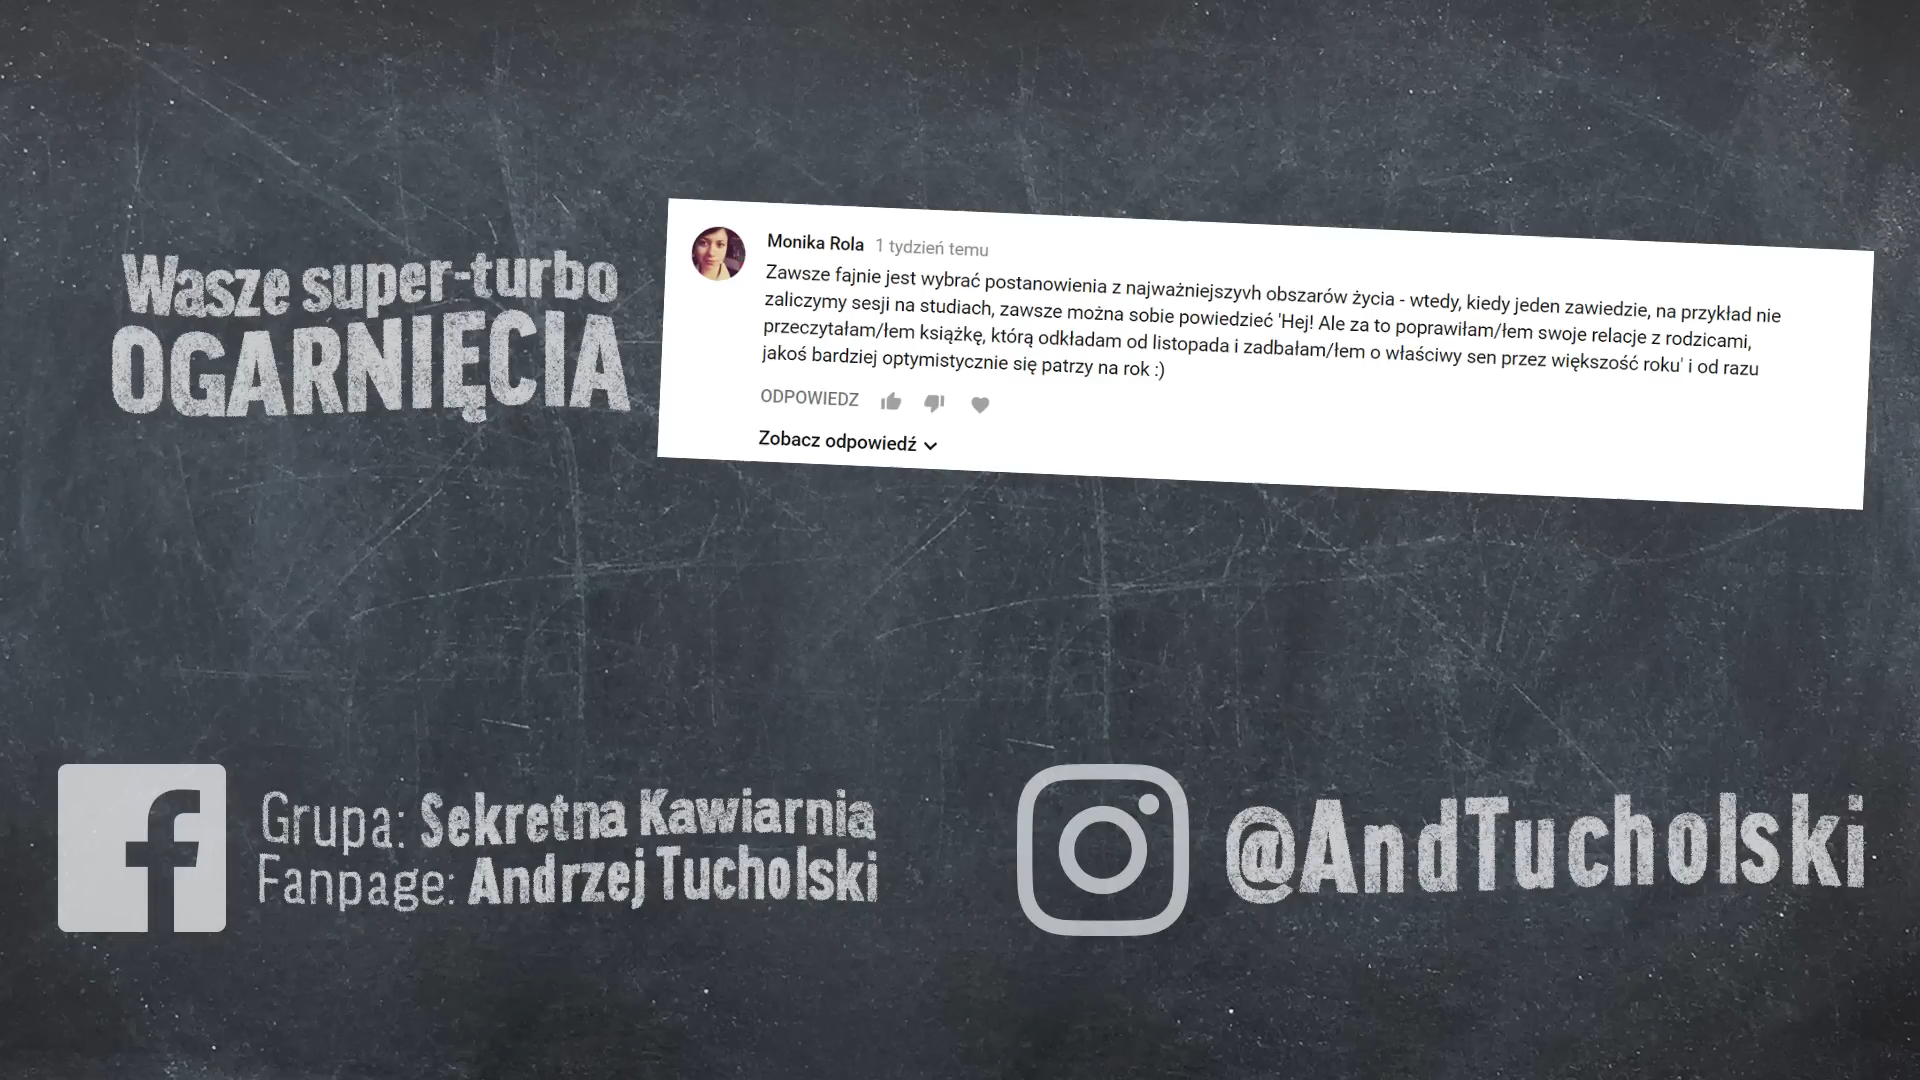 Wasze super-turbo
OGARNIĘCIA
Monika Rola 1 tydzień temu
Zawsze fajnie jest wybrać postanowienia z najważniejszyvh obszarów życia - wtedy, kiedy jeden zawiedzie, na przykład nie
zaliczymy sesji na studiach, zawsze można sobie powiedzieć 'Hej! Ale za to poprawiłam/łem swoje relacje z rodzicami,
przeczytałam/łem książkę, którą odkładam od listopada i zadbałam/łem o właściwy sen przez większość roku' i od razu
jakoś bardziej optymistycznie się patrzy na rok :)
ODPOWIEDZ
Zobacz odpowiedź
Grupa: Sekretna Kawiarnia
Fanpage: Andrzej Tucholski
@AndTucholski